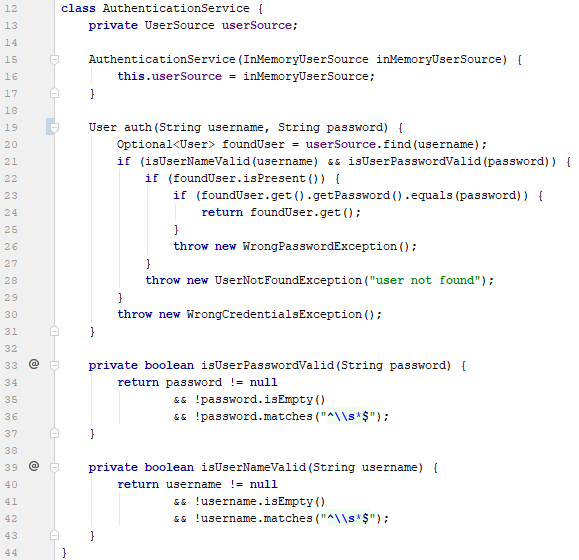 12 class AuthenticationService {
13     private UserSource userSource;
14
15     AuthenticationService(InMemoryUserSource inMemoryUserSource) {
16         this.userSource = inMemoryUserSource;
17     }
18
19     User auth(String username, String password) {
20         Optional<User> foundUser = userSource.find(username);
21         if (isUserNameValid(username) && isUserPasswordValid(password)) {
22             if (foundUser.isPresent()) {
23                 if (foundUser.get().getPassword().equals(password)) {
24                     return foundUser.get();
25                 }
26                 throw new WrongPasswordException();
27             }
28             throw new UserNotFoundException("user not found");
29         }
30         throw new WrongCredentialsException();
31     }
32
33 @     private boolean isUserPasswordValid(String password) {
34         return password != null
35                 && !password.isEmpty()
36                 && !password.matches("^\\s*$");
37     }
38
39 @     private boolean isUserNameValid(String username) {
40         return username != null
41                 && !username.isEmpty()
42                 && !username.matches("^\\s*$");
43     }
44 }